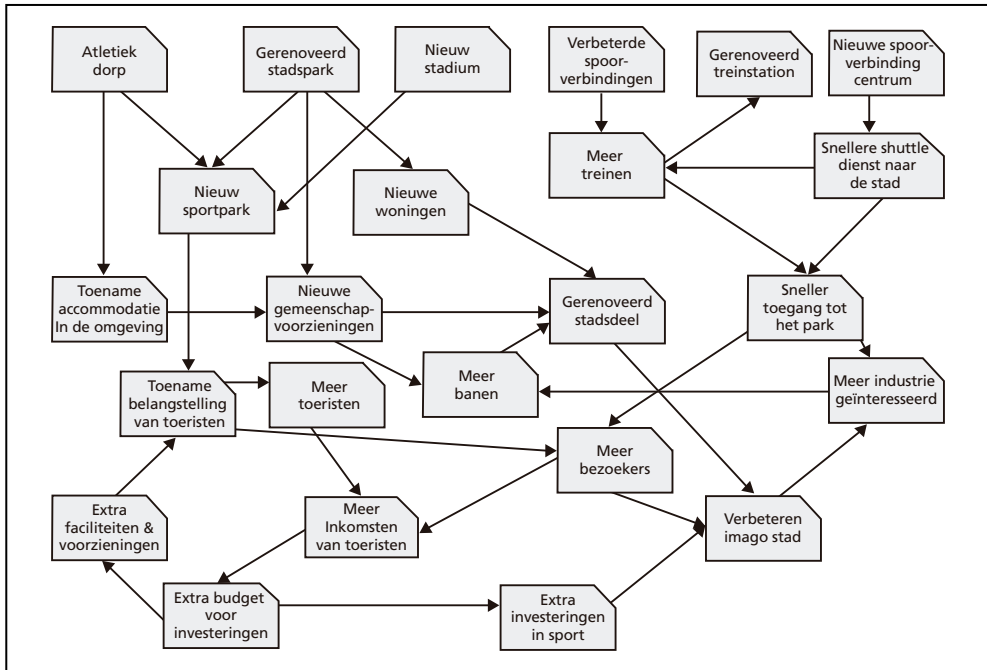 Atletiek
dorp
Gerenoveerd
stadspark
Nieuw
stadium
Verbeterde
spoor-
verbindingen
Gerenoveerd
treinstation
Nieuwe spoor-
verbinding
centrum
Meer
treinen
Snellere shuttle
dienst naar
de stad
Nieuw
sportpark
Nieuwe
woningen
Toename
accommodatie
In de omgeving
Nieuwe
gemeenschap-
voorzieningen
Gerenoveerd
stadsdeel
Sneller
toegang tot
het park
Toename
belangstelling
van toeristen
Meer
toeristen
Meer
banen
Meer industrie
geïnteresseerd
Meer
bezoekers
Extra
faciliteiten &
voorzieningen
Meer
Inkomsten
van toeristen
Verbeteren
imago stad
Extra budget
voor
investeringen
Extra
investeringen
in sport